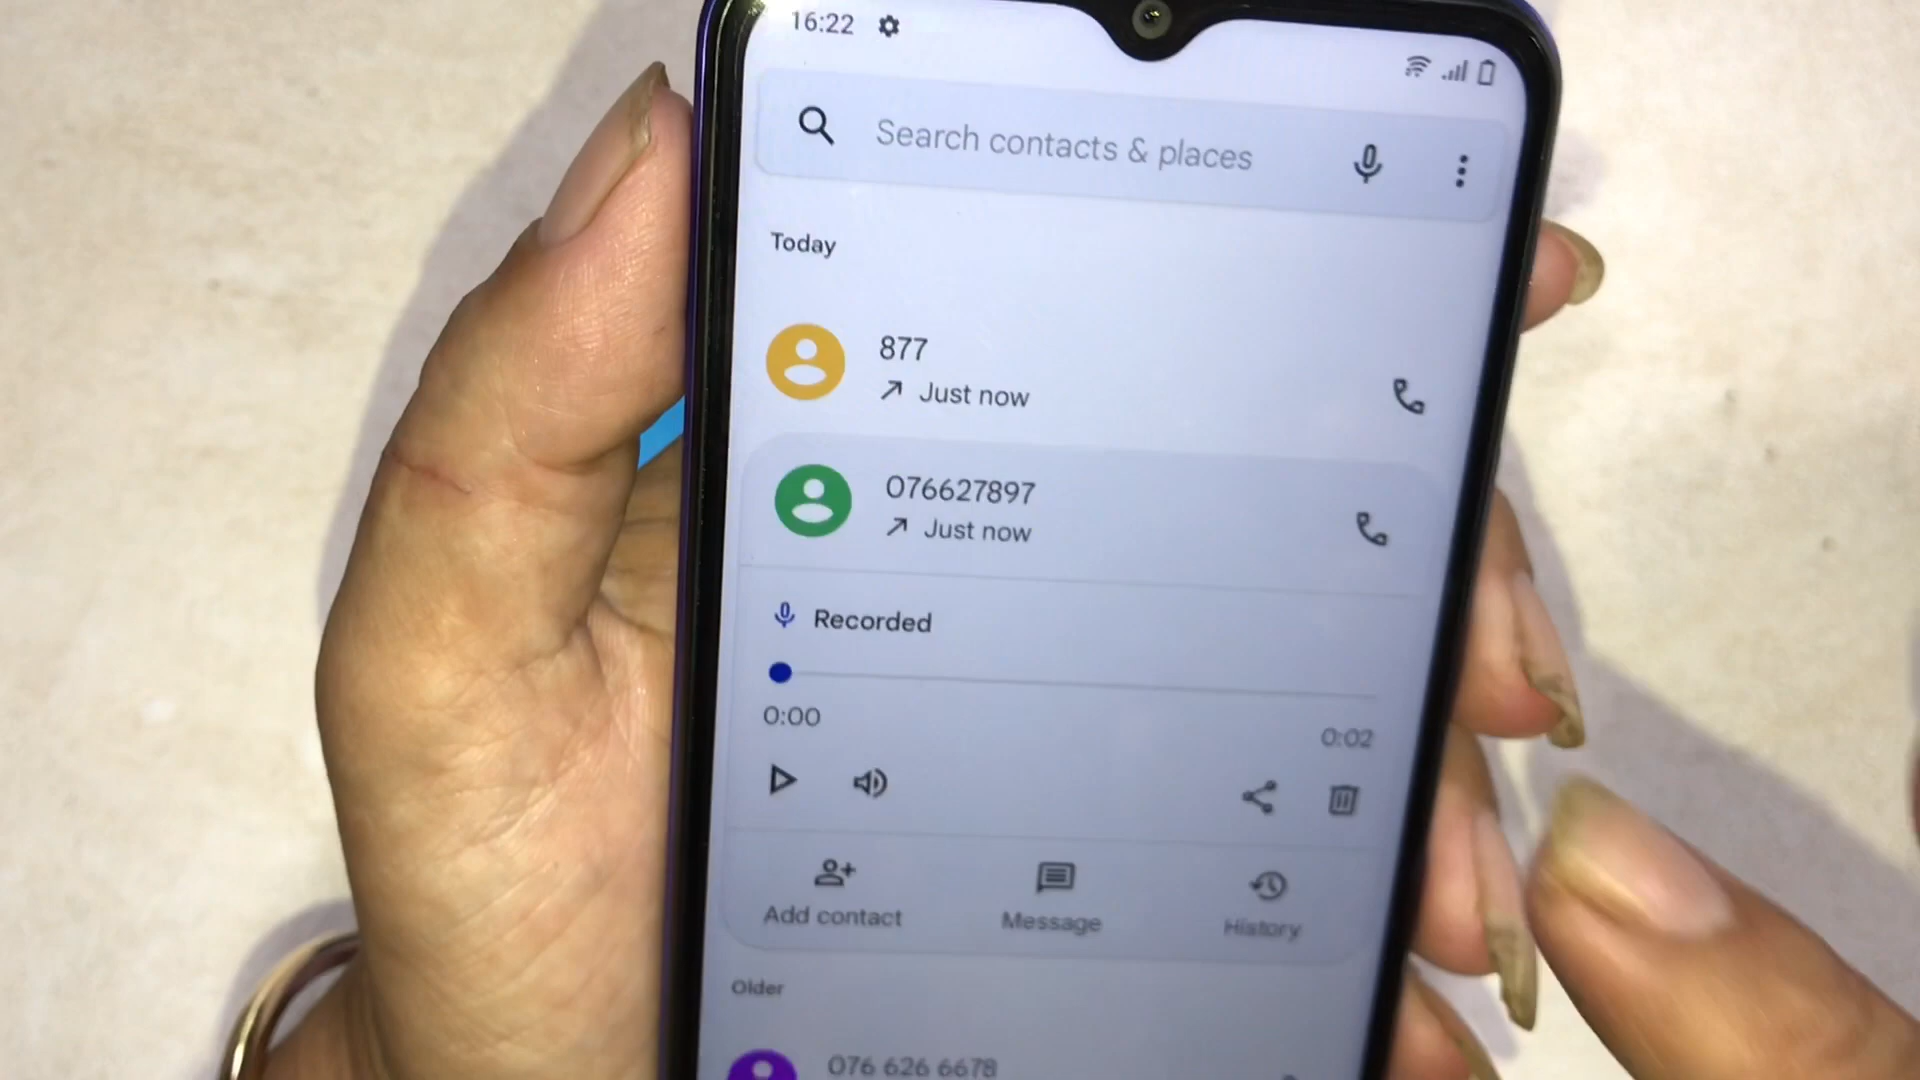 16:22
Search contacts & places
Today
877
Just now
076627897
Just now
Recorded
0:00
0:02
Add contact
Message
History
Older
076 626 6678